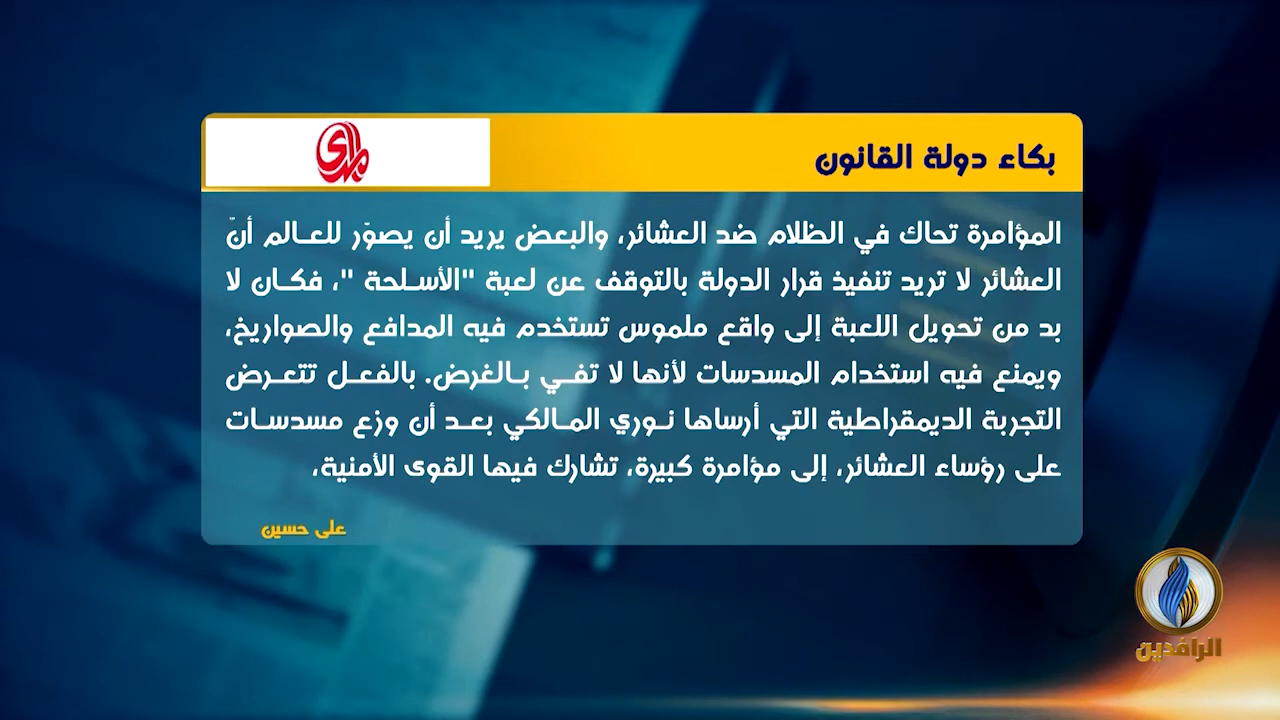 المدى
بكاء دولة القانون
المؤامرة تحاك في الظلام ضد العشائر، والبعض يريد أن يصوّر للعالم أنّ
العشائر لا تريد تنفيذ قرار الدولة بالتوقف عن لعبة "الأسلحة "، فكان لا
بد من تحويل اللعبة إلى واقع ملموس تستخدم فيه المدافع والصواريخ،
ويمنع فيه استخدام المسدسات لأنها لا تفي بالغرض. بالفعل تتعرض
التجربة الديمقراطية التي أرساها نوري المالكي بعد أن وزع مسدسات
على رؤساء العشائر، إلى مؤامرة كبيرة، تشارك فيها القوى الأمنية،
على حسين
الرافدين